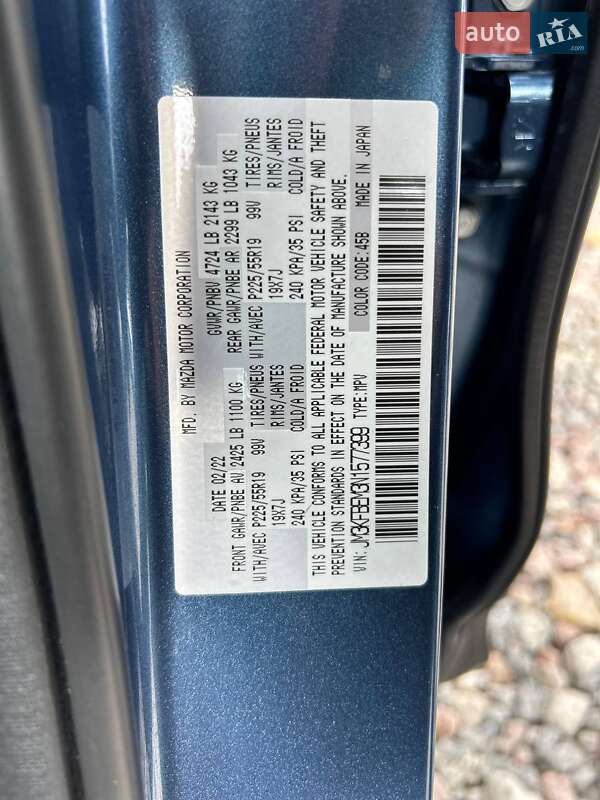 auto RIA .com
MFD. BY MAZDA MOTOR CORPORATION
DATE 02/22 GVWR/PNBV 4724 LB 2143 KG
FRONT GAWR/PNBE AV 2425 LB 1100 KG REAR GAWR/PNBE AR 2299 LB 1043 KG
WITH/AVEC P225/55R19 99V TIRES/PNEUS WITH/AVEC P225/55R19 99V TIRES/PNEUS
19X7J RIMS/JANTES 19X7J RIMS/JANTES
240 KPA/35 PSI COLD/A FROID 240 KPA/35 PSI COLD/A FROID
THIS VEHICLE CONFORMS TO ALL APPLICABLE FEDERAL MOTOR VEHICLE SAFETY AND THEFT
PREVENTION STANDARDS IN EFFECT ON THE DATE OF MANUFACTURE SHOWN ABOVE.
VIN: JM3KFBEM3N1577399 TYPE:MPV COLOR CODE:45B MADE IN JAPAN